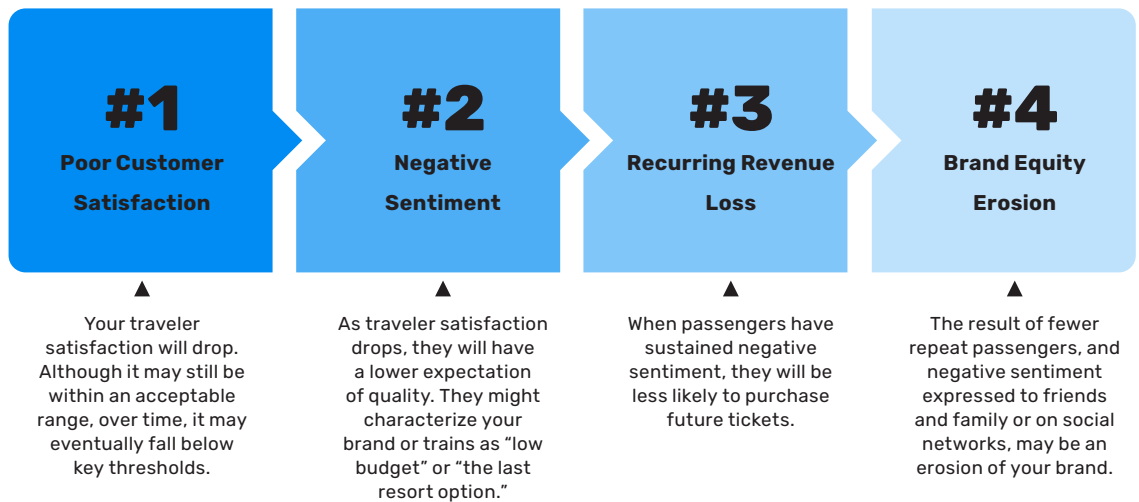 #1
Poor Customer
Satisfaction
Your traveler
satisfaction will drop.
Although it may still be
within an acceptable
range, over time, it may
eventually fall below
key thresholds.
#2
Negative
Sentiment
As traveler satisfaction
drops, they will have
a lower expectation
of quality. They might
characterize your
brand or trains as “low
budget” or “the last
resort option.”
#3
Recurring Revenue
Loss
When passengers have
sustained negative
sentiment, they will be
less likely to purchase
future tickets.
#4
Brand Equity
Erosion
The result of fewer
repeat passengers, and
negative sentiment
expressed to friends
and family or on social
networks, may be an
erosion of your brand.